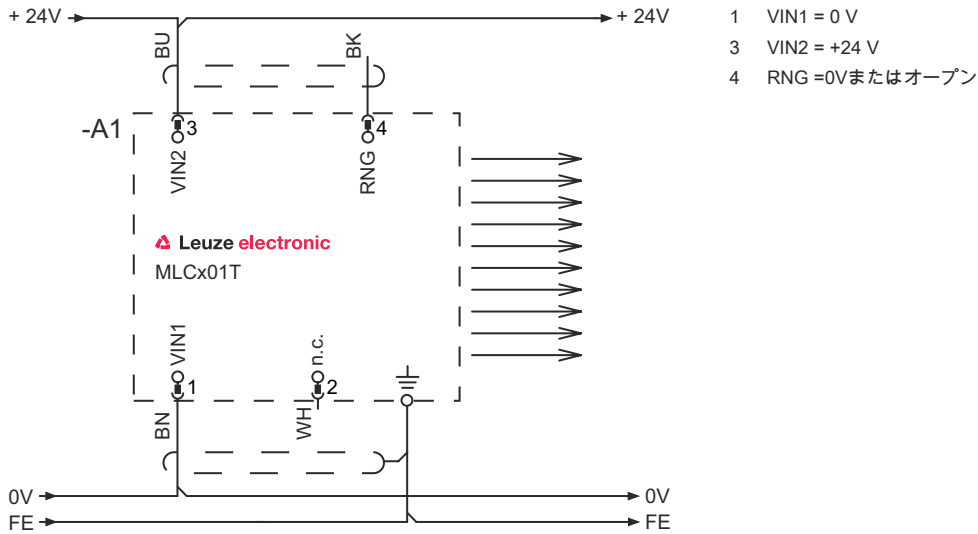 + 24V
+ 24V
1 VIN1 = 0 V
3 VIN2 = +24 V
4 RNG =0Vまたはオープン
BU
BK
-A1
3
4
VIN2
RNG
Leuze electronic
MLCx01T
VIN1
n.c.
1
2
BN
WH
0V
0V
FE
FE